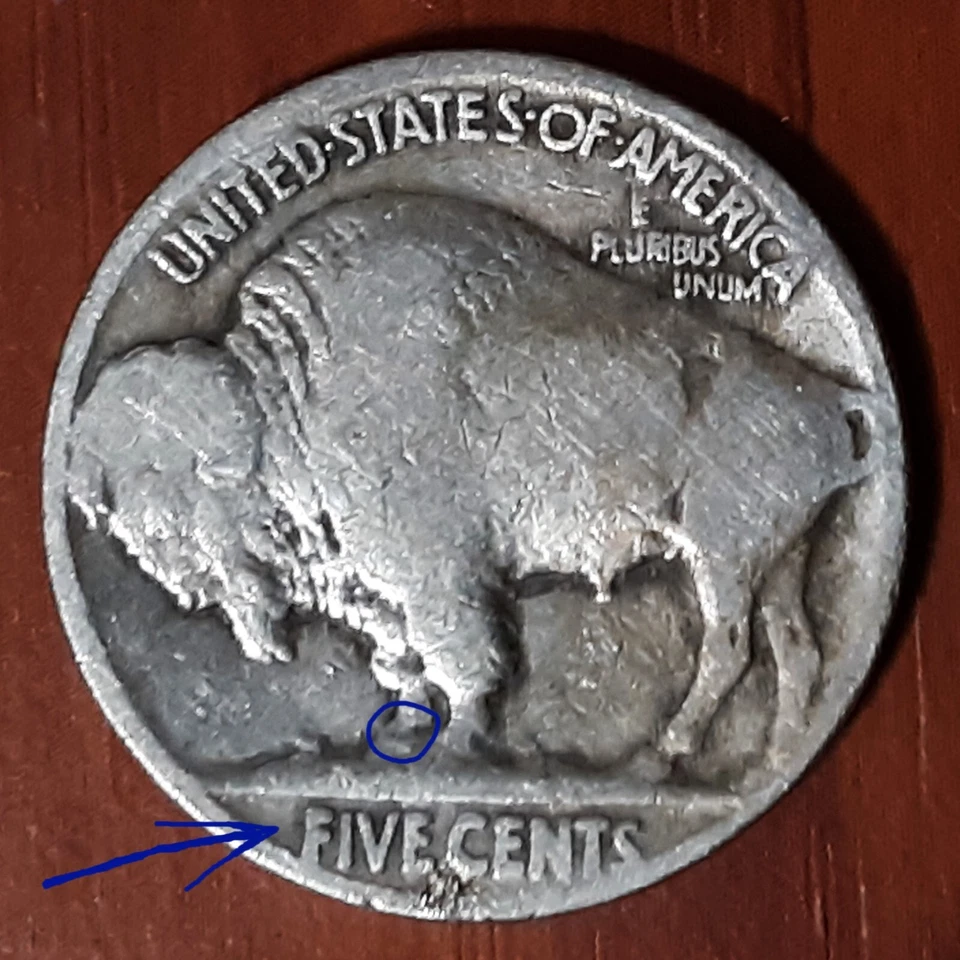 UNITED·STATES·OF·AMERICA
E
PLURIBUS
UNUM
FIVE CENTS